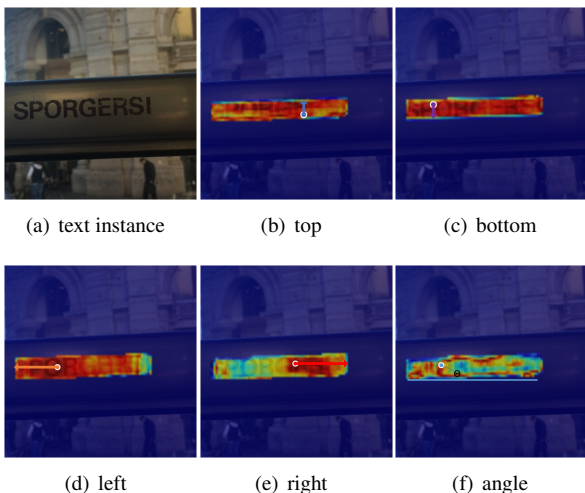 SPORGERSI
(a) text instance
(b) top
(c) bottom
θ
(d) left
(e) right
(f) angle